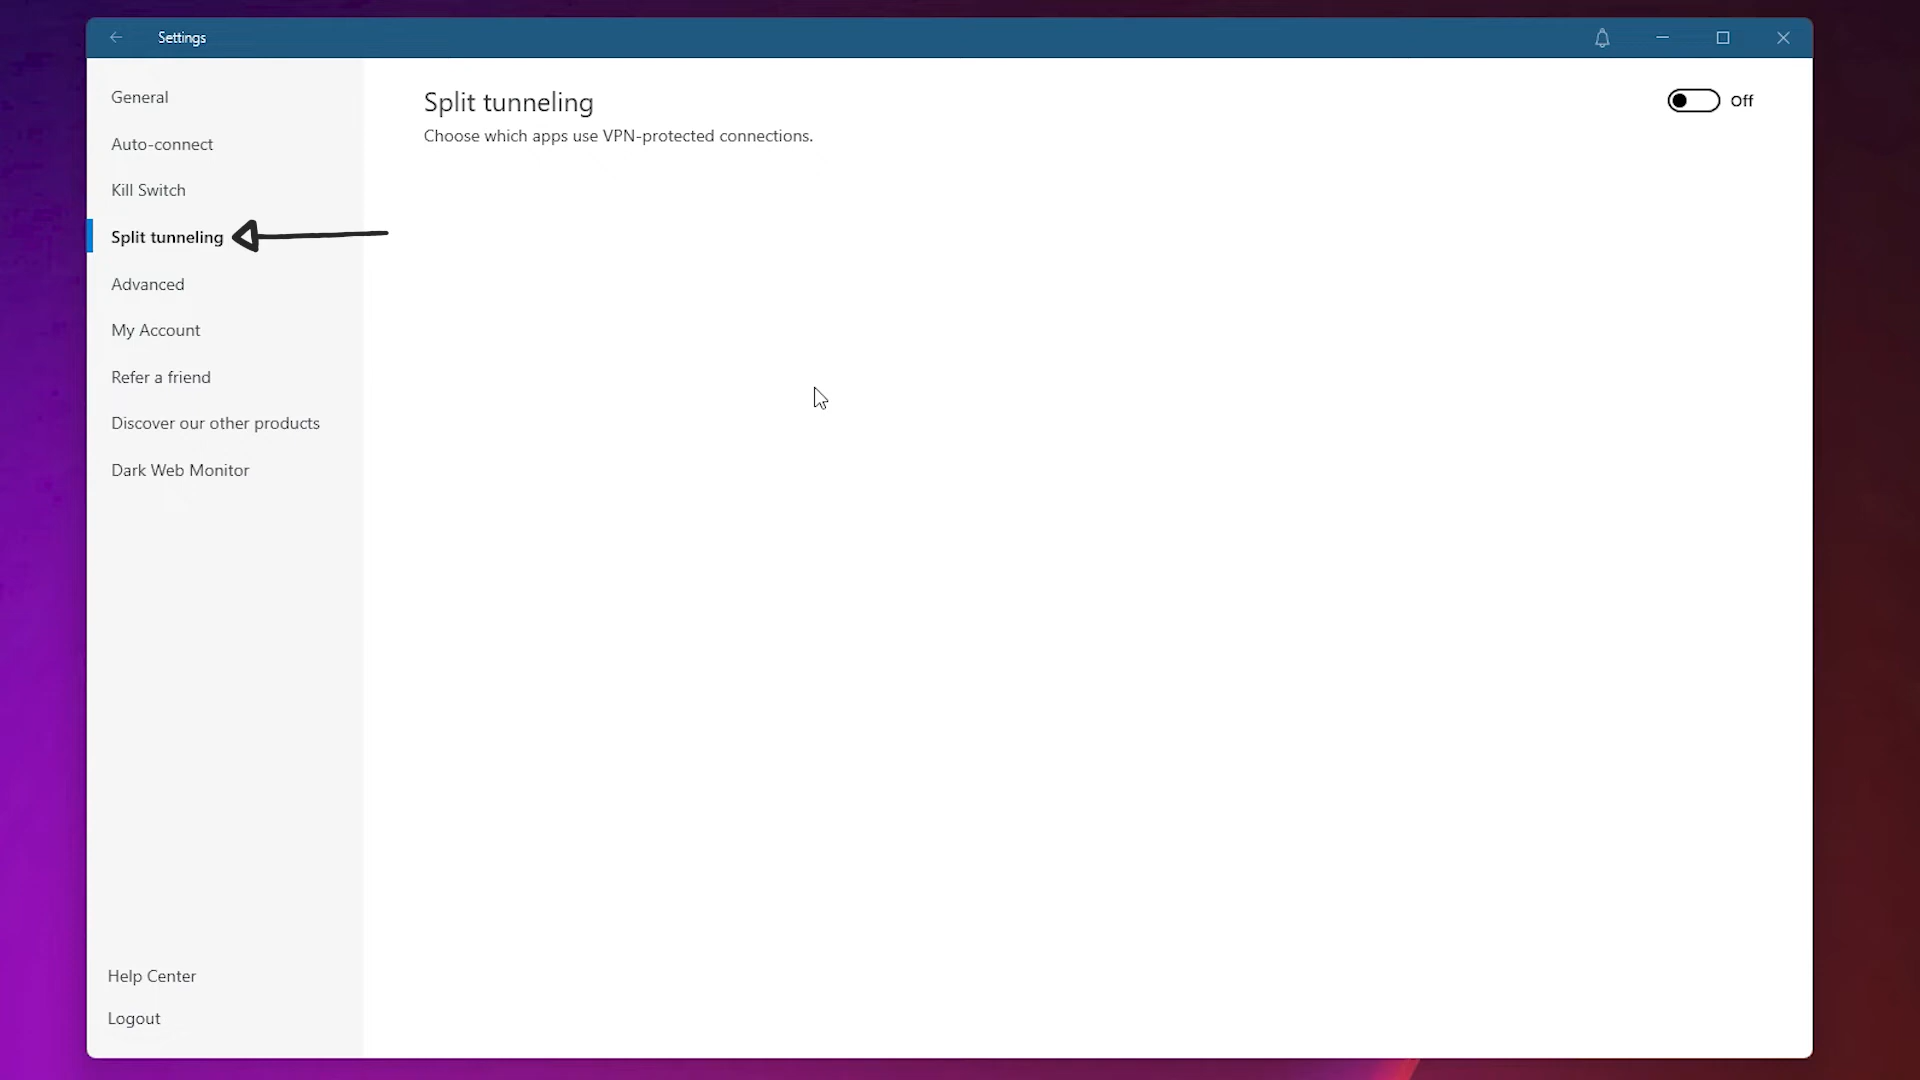 Settings
General
Auto-connect
Kill Switch
Split tunneling
Advanced
My Account
Refer a friend
Discover our other products
Dark Web Monitor
Help Center
Logout
Split tunneling
Off
Choose which apps use VPN-protected connections.